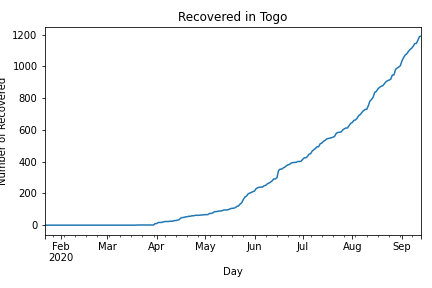 Recovered in Togo
Number of Recovered
1200
1000
800
600
400
200
0
Feb
2020
Mar
Apr
May
Jun
Jul
Aug
Sep
Day